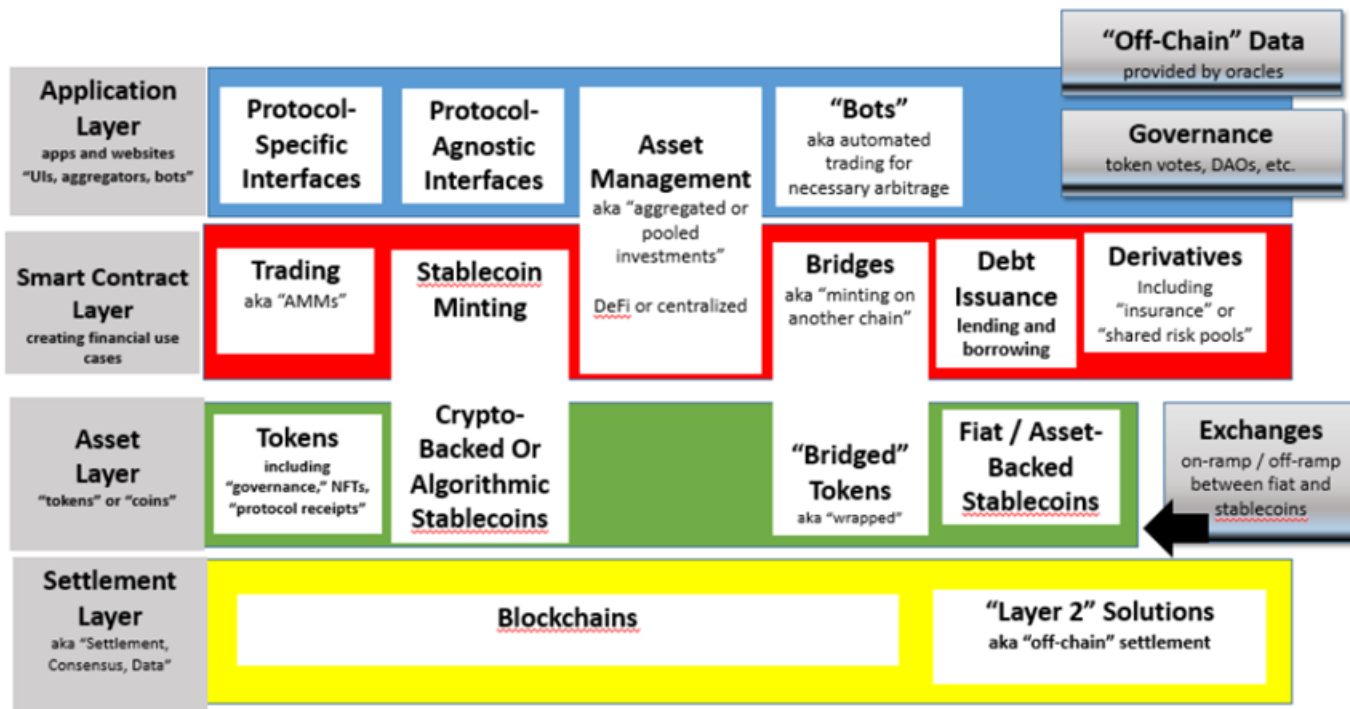 "Off-Chain" Data
provided by oracles
Governance
token votes, DAOs, etc.
Application
Layer
apps and websites
"UIs, aggregators, bots"
Protocol-
Specific
Interfaces
Protocol-
Agnostic
Interfaces
Asset
Management
aka "aggregated or
pooled
investments"
DeFi or centralized
"Bots"
aka automated
trading for
necessary arbitrage
Smart Contract
Layer
creating financial use
cases
Trading
aka "AMMs"
Stablecoin
Minting
Bridges
aka "minting on
another chain"
Debt
Issuance
lending and
borrowing
Derivatives
Including
"insurance" or
"shared risk pools"
Asset
Layer
"tokens" or "coins"
Tokens
including
"governance," NFTs,
"protocol receipts"
Crypto-
Backed Or
Algorithmic
Stablecoins
"Bridged"
Tokens
aka "wrapped"
Fiat / Asset-
Backed
Stablecoins
Exchanges
on-ramp / off-ramp
between fiat and
stablecoins
Settlement
Layer
aka "Settlement,
Consensus, Data"
Blockchains
"Layer 2" Solutions
aka "off-chain" settlement